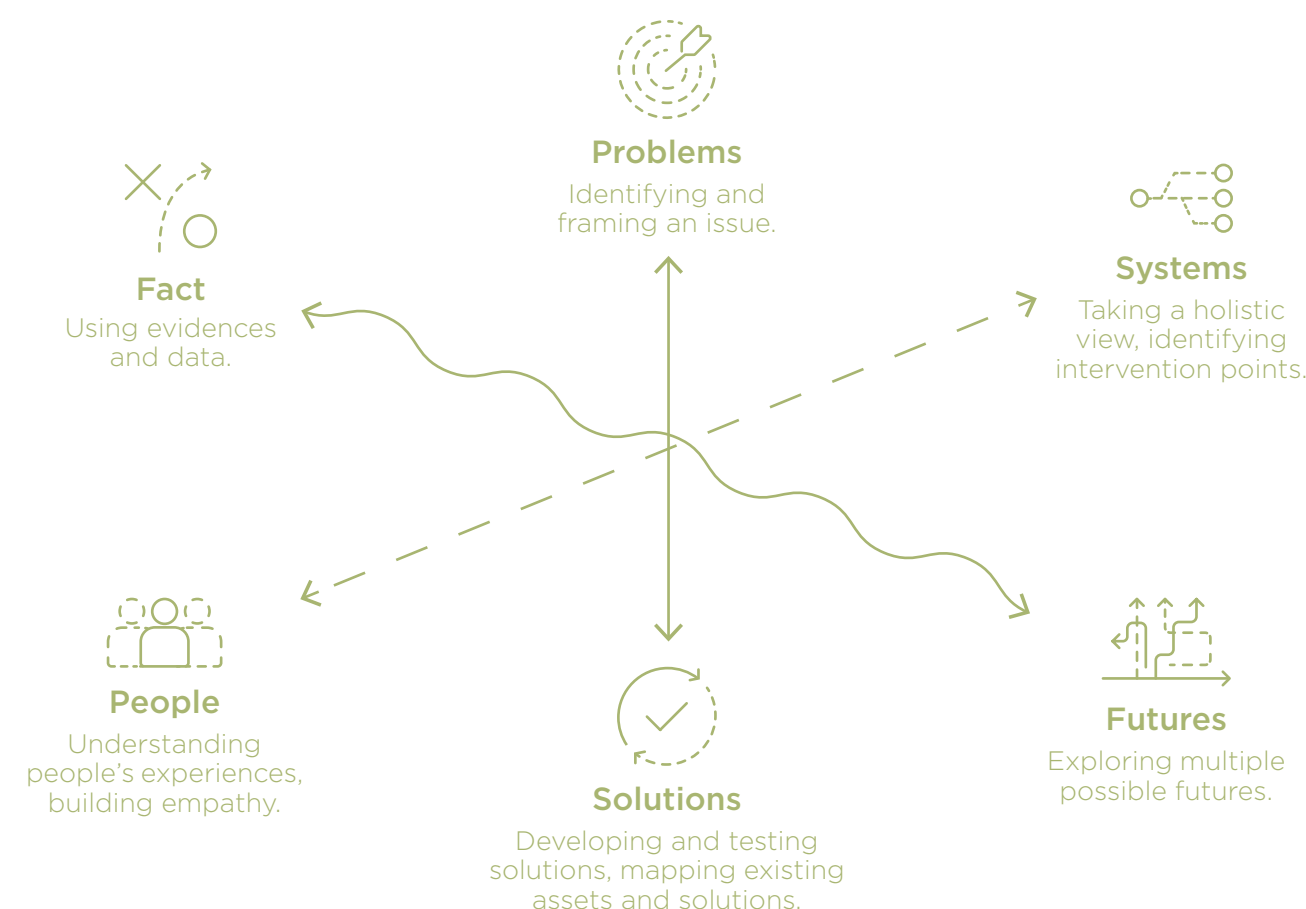 Problems
Identifying and
framing an issue.
Fact
Using evidences
and data.
Systems
Taking a holistic
view, identifying
intervention points.
People
Understanding
people’s experiences,
building empathy.
Solutions
Developing and testing
solutions, mapping existing
assets and solutions.
Futures
Exploring multiple
possible futures.